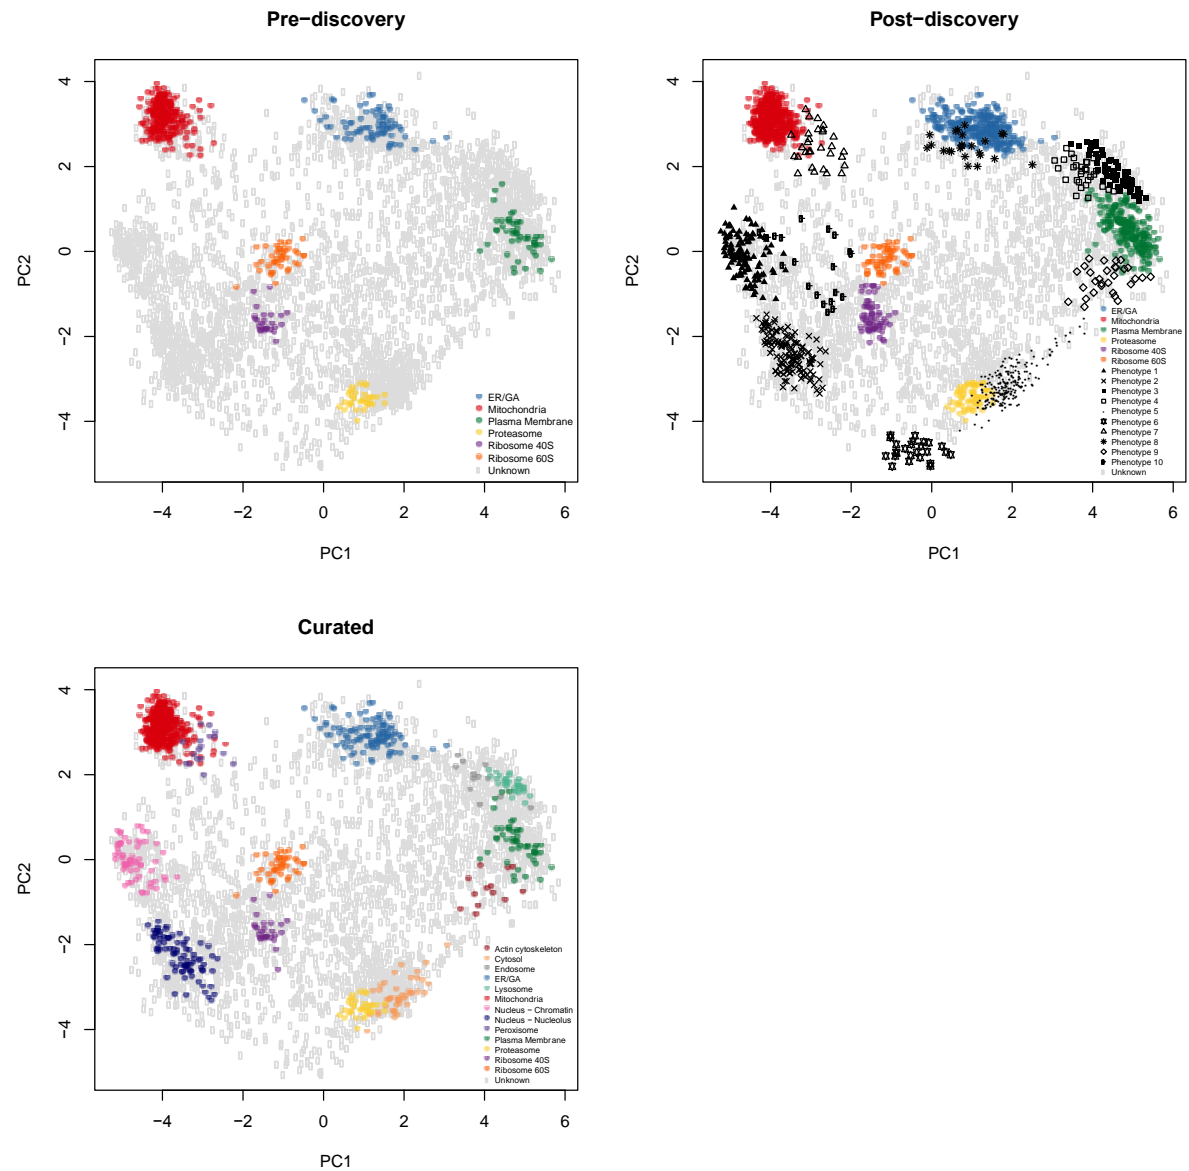 Pre−discovery
4
2
0
−2
−4
PC2
−4
−2
0
2
4
6
PC1
ER/GA
Mitochondria
Plasma Membrane
Proteasome
Ribosome 40S
Ribosome 60S
Unknown
Post−discovery
4
2
0
−2
−4
PC2
−4
−2
0
2
4
6
PC1
ER/GA
Mitochondria
Plasma Membrane
Proteasome
Ribosome 40S
Ribosome 60S
Phenotype 1
Phenotype 2
Phenotype 3
Phenotype 4
Phenotype 5
Phenotype 6
Phenotype 7
Phenotype 8
Phenotype 9
Phenotype 10
Unknown
Curated
4
2
0
−2
−4
PC2
−4
−2
0
2
4
6
PC1
Actin cytoskeleton
Cytosol
Endosome
ER/GA
Lysosome
Mitochondria
Nucleus − Chromatin
Nucleus − Nucleolus
Peroxisome
Plasma Membrane
Proteasome
Ribosome 40S
Ribosome 60S
Unknown